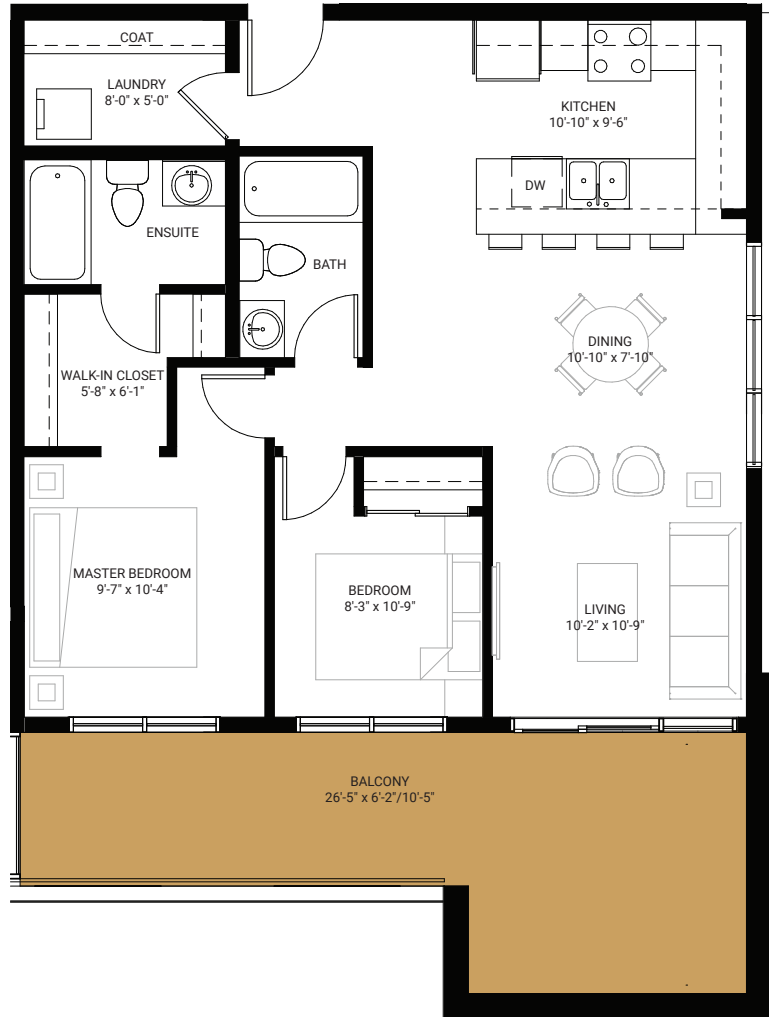 COAT
LAUNDRY
8'-0" x 5'-0"
KITCHEN
10'-10" x 9'-6"
DW
ENSUITE
BATH
DINING
10'-10" x 7'-10"
WALK-IN CLOSET
5'-8" x 6'-1"
MASTER BEDROOM
9'-7" x 10'-4"
BEDROOM
8'-3" x 10'-9"
LIVING
10'-2" x 10'-9"
BALCONY
26'-5" x 6'-2"/10'-5"